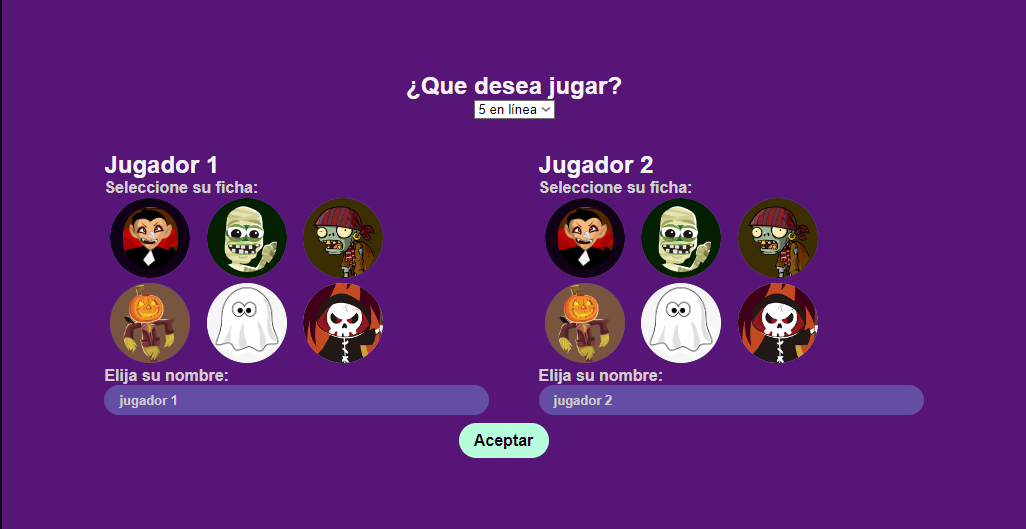 ¿Que desea jugar?
5 en línea
Jugador 1
Seleccione su ficha:
Elija su nombre:
jugador 1
Jugador 2
Seleccione su ficha:
Elija su nombre:
jugador 2
Aceptar